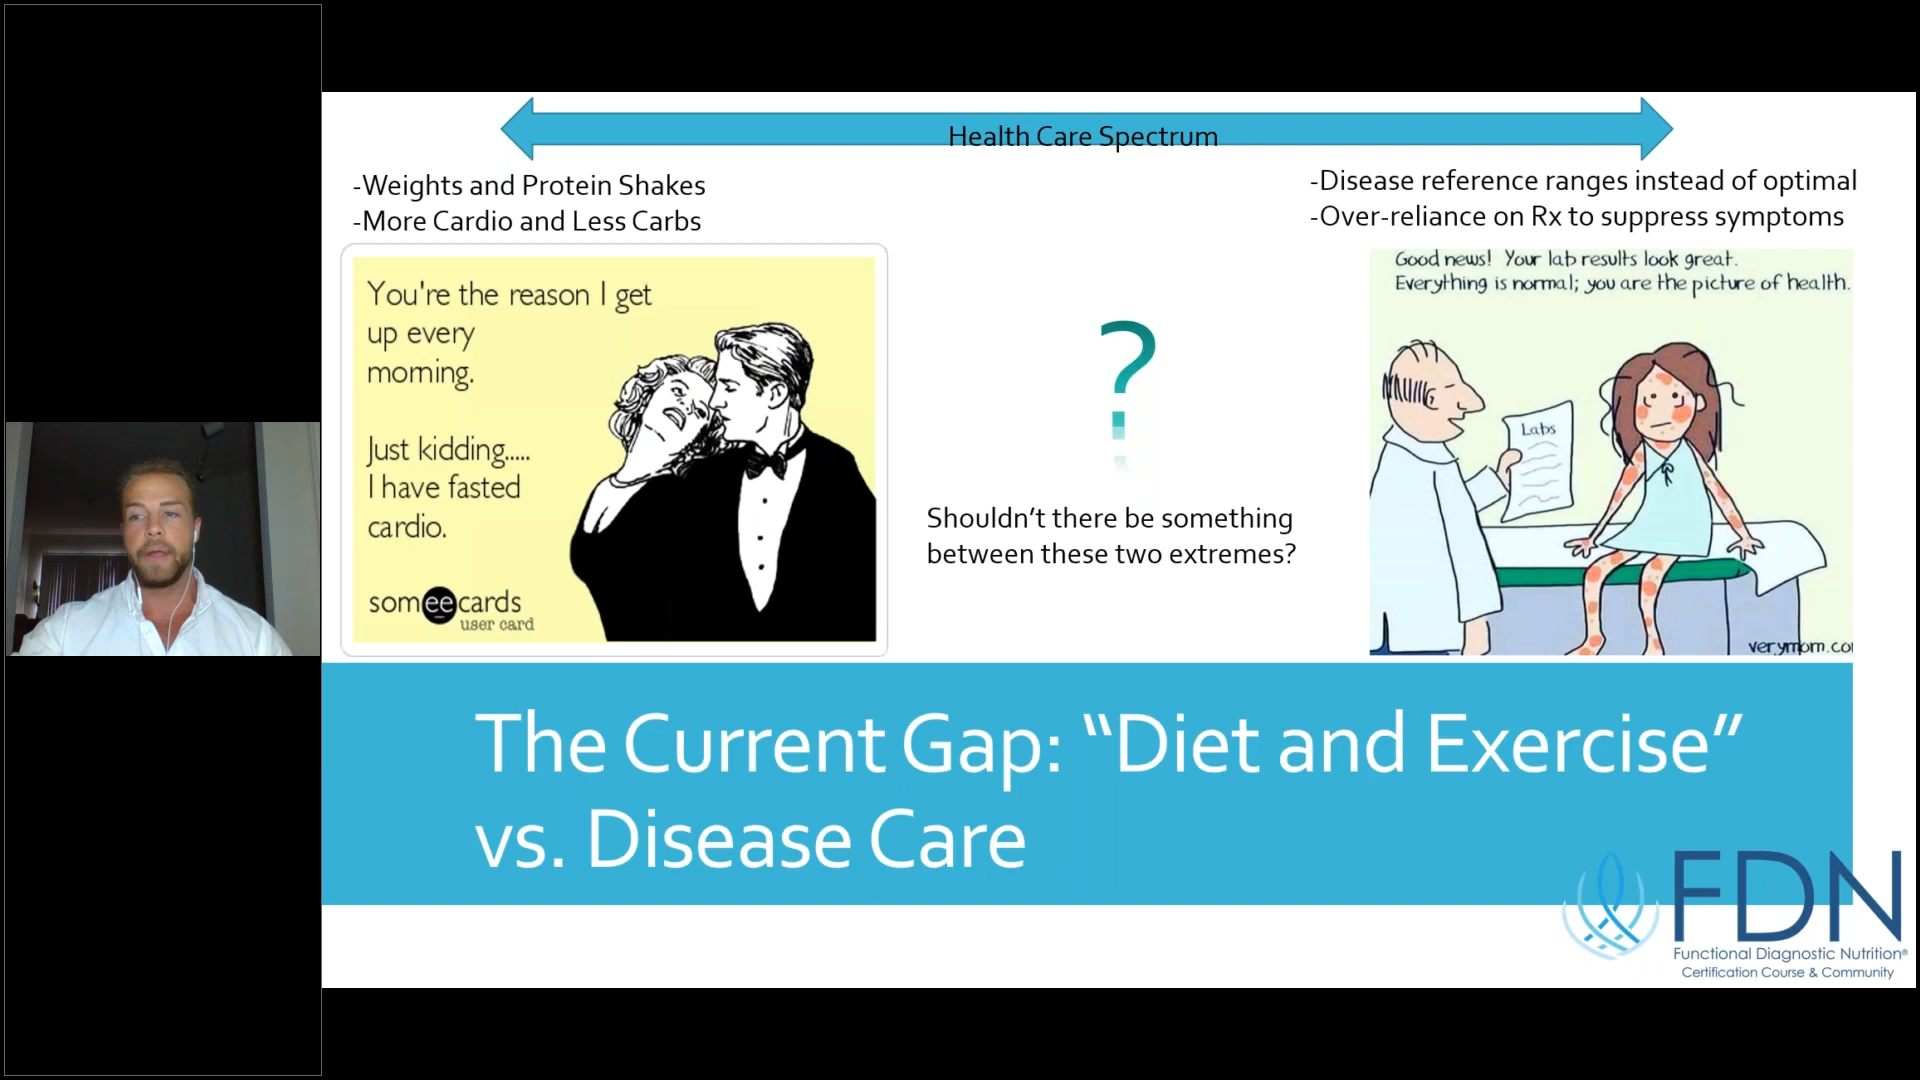 Health Care Spectrum
-Weights and Protein Shakes
-More Cardio and Less Carbs
-Disease reference ranges instead of optimal
-Over-reliance on Rx to suppress symptoms
You're the reason I get
up every
morning.
Just kidding.....
I have fasted
cardio.
someecards
user card
?
Shouldn’t there be something
between these two extremes?
Good news! Your lab results look great.
Everything is normal; you are the picture of health.
Labs
verymom.co
The Current Gap: “Diet and Exercise”
vs. Disease Care
FDN
Functional Diagnostic Nutrition®
Certification Course & Community